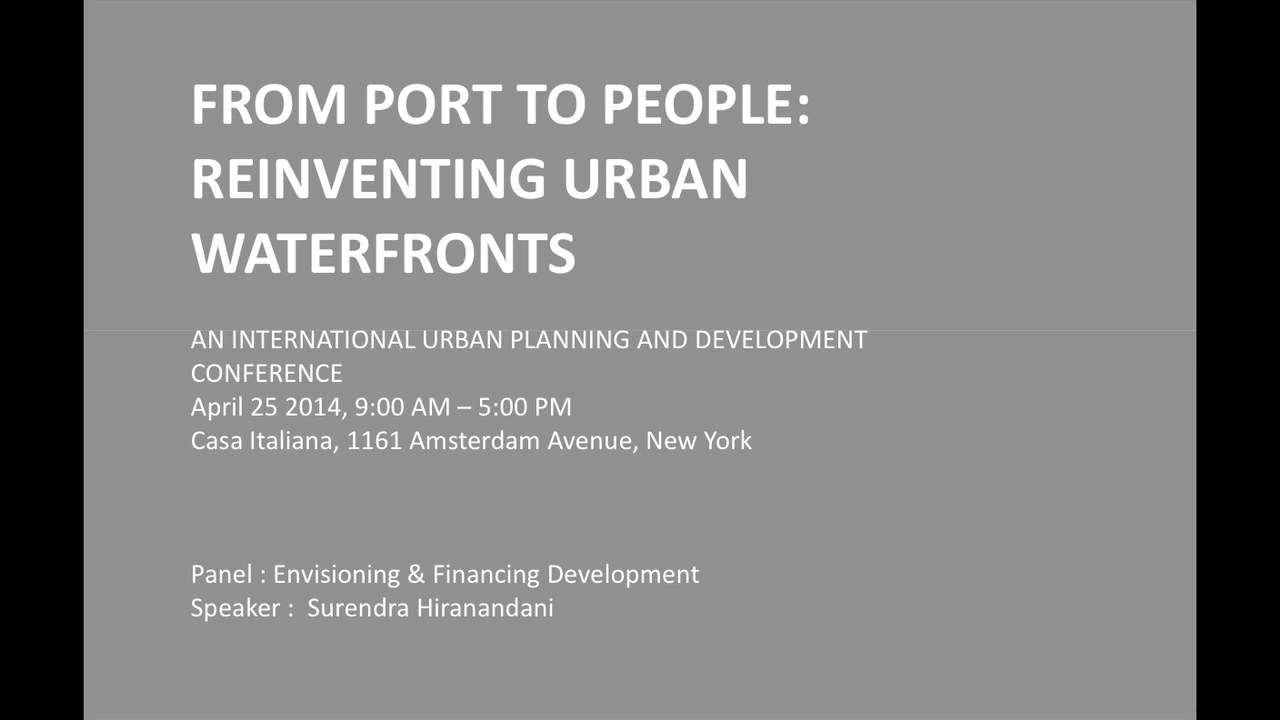 FROM PORT TO PEOPLE:
REINVENTING URBAN
WATERFRONTS
AN INTERNATIONAL URBAN PLANNING AND DEVELOPMENT
CONFERENCE
April 25 2014, 9:00 AM – 5:00 PM
Casa Italiana, 1161 Amsterdam Avenue, New York
Panel : Envisioning & Financing Development
Speaker :  Surendra Hiranandani